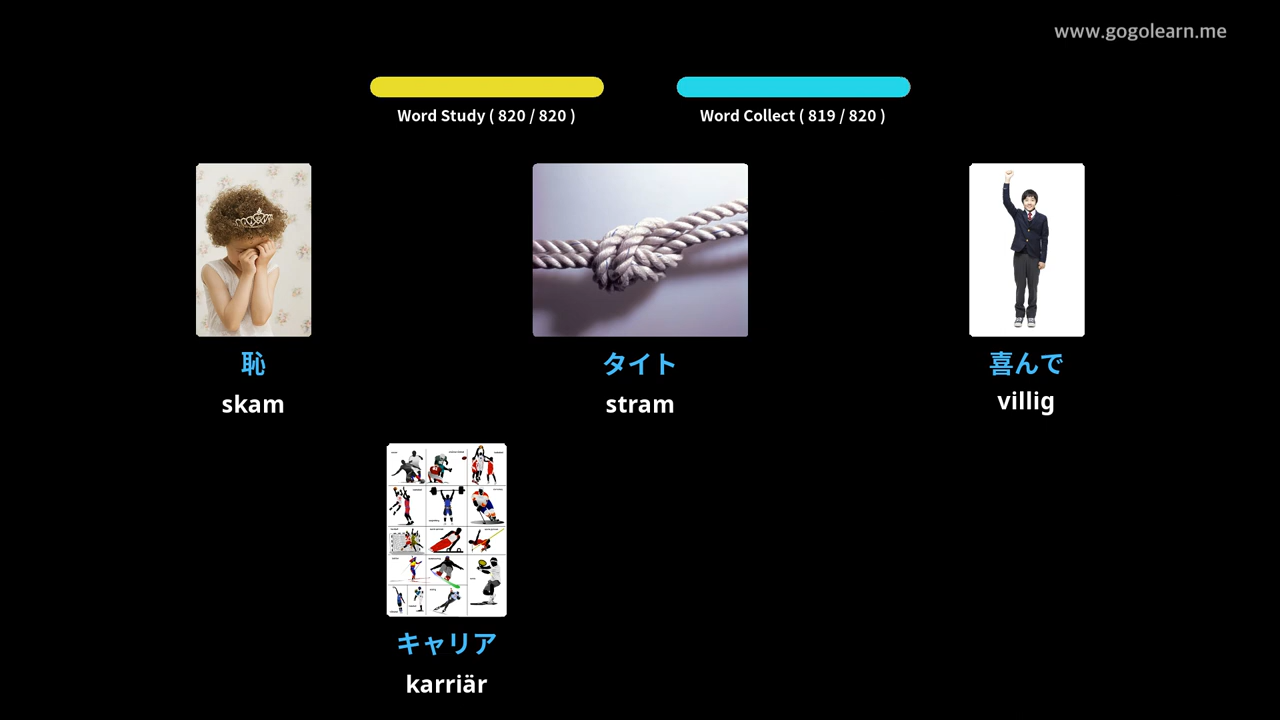 www.gogolearn.me
Word Study ( 820 / 820 )
Word Collect ( 819 / 820 )
恥
skam
タイト
stram
喜んで
villig
キャリア
karriär